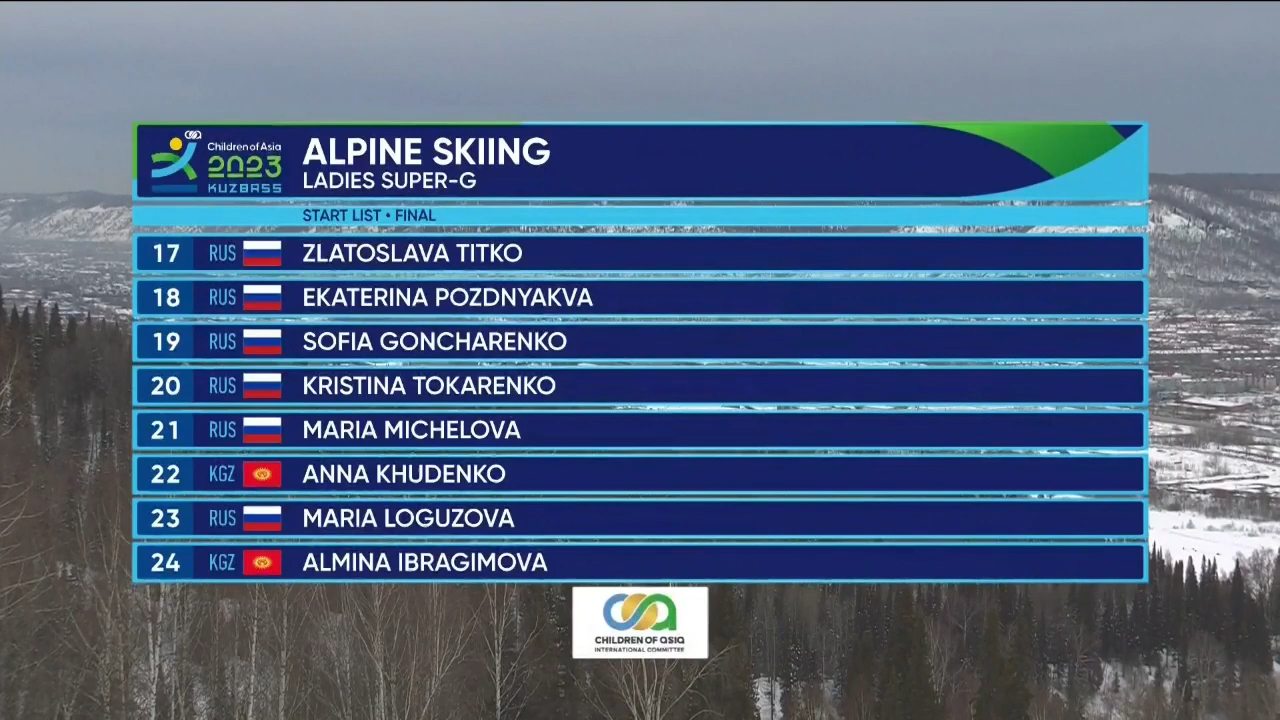 Children of Asia
2023
KUZBASS
ALPINE SKIING
LADIES SUPER-G
START LIST • FINAL
17 RUS ZLATOSLAVA TITKO
18 RUS EKATERINA POZDNYAKVA
19 RUS SOFIA GONCHARENKO
20 RUS KRISTINA TOKARENKO
21 RUS MARIA MICHELOVA
22 KGZ ANNA KHUDENKO
23 RUS MARIA LOGUZOVA
24 KGZ ALMINA IBRAGIMOVA
CHILDREN OF ASIA
INTERNATIONAL COMMITTEE